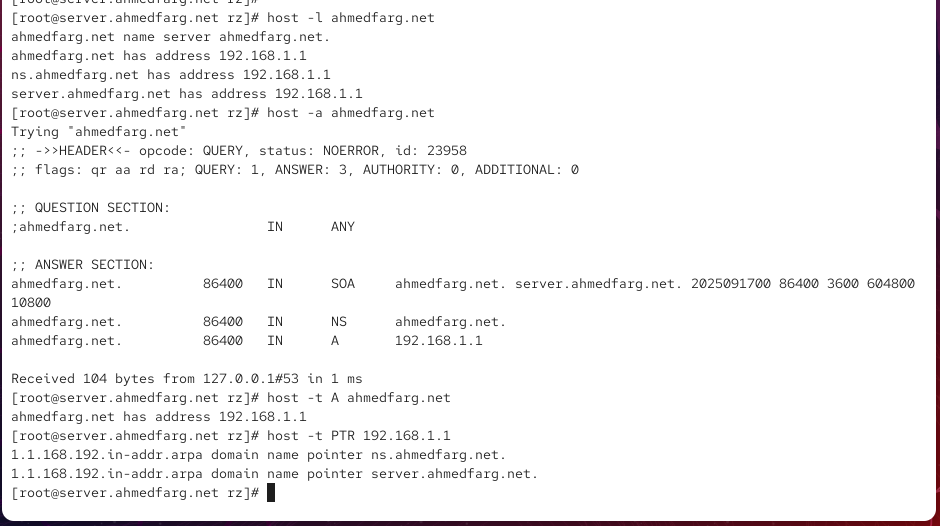 [root@server.ahmedfarg.net rz]#
[root@server.ahmedfarg.net rz]# host -l ahmedfarg.net
ahmedfarg.net name server ahmedfarg.net.
ahmedfarg.net has address 192.168.1.1
ns.ahmedfarg.net has address 192.168.1.1
server.ahmedfarg.net has address 192.168.1.1
[root@server.ahmedfarg.net rz]# host -a ahmedfarg.net
Trying "ahmedfarg.net"
;; ->>HEADER<<- opcode: QUERY, status: NOERROR, id: 23958
;; flags: qr aa rd ra; QUERY: 1, ANSWER: 3, AUTHORITY: 0, ADDITIONAL: 0
;; QUESTION SECTION:
;ahmedfarg.net. IN ANY
;; ANSWER SECTION:
ahmedfarg.net. 86400 IN SOA ahmedfarg.net. server.ahmedfarg.net. 2025091700 86400 3600 604800
10800
ahmedfarg.net. 86400 IN NS ahmedfarg.net.
ahmedfarg.net. 86400 IN A 192.168.1.1
Received 104 bytes from 127.0.0.1#53 in 1 ms
[root@server.ahmedfarg.net rz]# host -t A ahmedfarg.net
ahmedfarg.net has address 192.168.1.1
[root@server.ahmedfarg.net rz]# host -t PTR 192.168.1.1
1.1.168.192.in-addr.arpa domain name pointer ns.ahmedfarg.net.
1.1.168.192.in-addr.arpa domain name pointer server.ahmedfarg.net.
[root@server.ahmedfarg.net rz]#